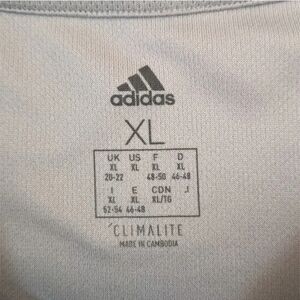 adidas
XL
UK US F D
XL XL XL XL
20-22 48-50 46-48
I E CDN J
XL XL XL/TG
52-54 46-48
CLIMALITE
MADE IN CAMBODIA